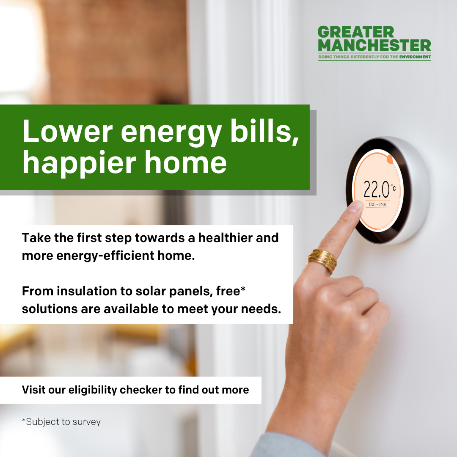 GREATER
MANCHESTER
DOING THINGS DIFFERENTLY FOR THE ENVIRONMENT
Lower energy bills,
happier home
22.0°c
Take the first step towards a healthier and
more energy-efficient home.
From insulation to solar panels, free*
solutions are available to meet your needs.
Visit our eligibility checker to find out more
*Subject to survey